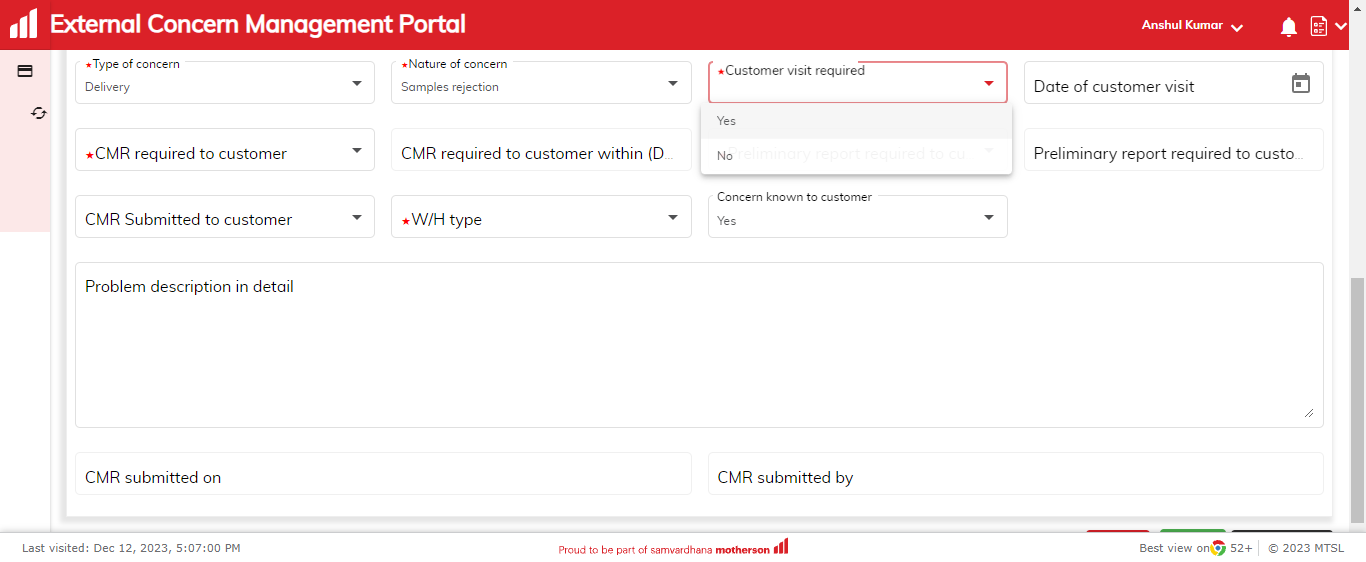 External Concern Management Portal
Anshul Kumar
★Type of concern
Delivery
★Nature of concern
Samples rejection
★Customer visit required
Date of customer visit
Yes
No
★CMR required to customer
CMR required to customer within (D...
Preliminary report required to cu...
Preliminary report required to custo...
CMR Submitted to customer
★W/H type
Concern known to customer
Yes
Problem description in detail
CMR submitted on
CMR submitted by
Last visited: Dec 12, 2023, 5:07:00 PM
Proud to be part of samvardhana motherson
Best view on 52+
© 2023 MTSL